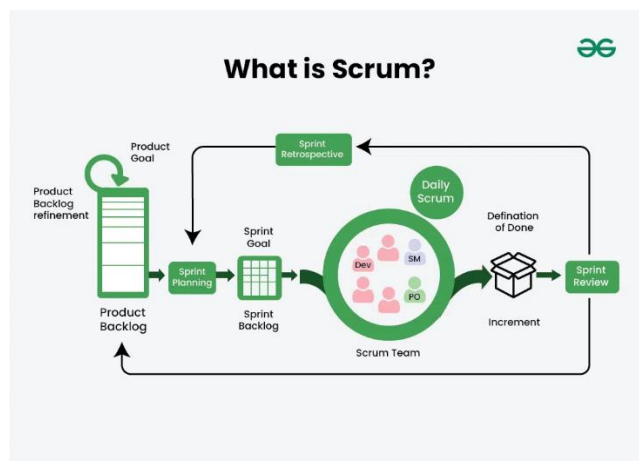 What is Scrum?
Product
Goal
Product
Backlog
refinement
Product
Backlog
Sprint
Planning
Sprint
Goal
Sprint
Backlog
Sprint
Retrospective
Daily
Scrum
Dev
SM
PO
Scrum Team
Defination
of Done
Increment
Sprint
Review